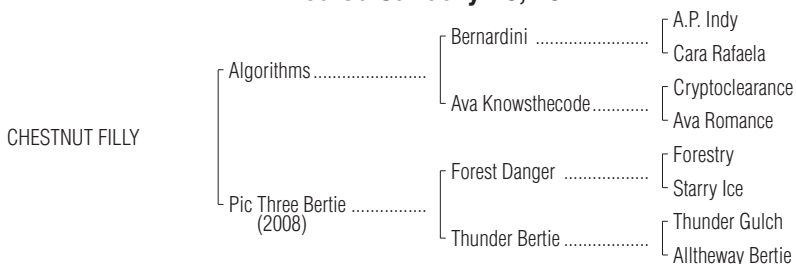 A.P. Indy
Bernardini
Cara Rafaela
Algorithms
Cryptoclearance
Ava Knowsthecode
Ava Romance
CHESTNUT FILLY
Forestry
Forest Danger
Starry Ice
Pic Three Bertie
(2008)
Thunder Gulch
Thunder Bertie
Alltheway Bertie